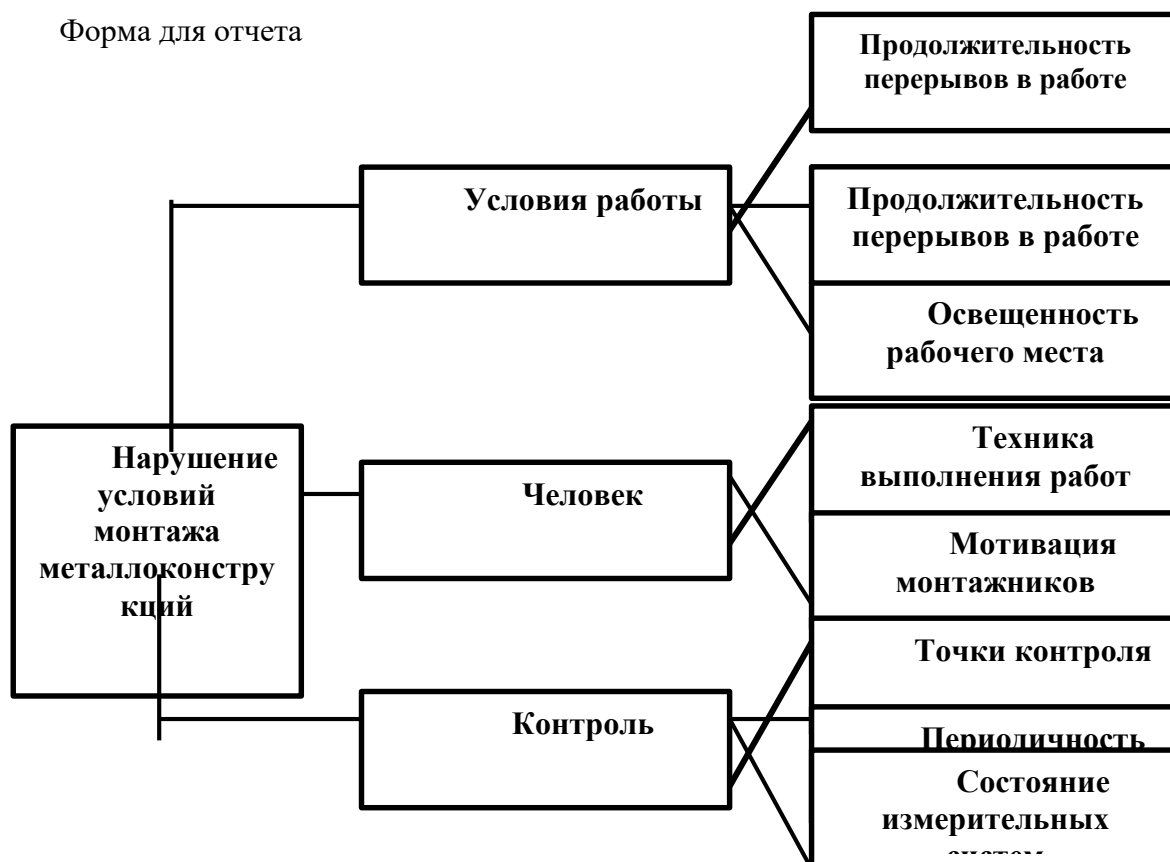 Форма для отчета
Продолжительность
перерывов в работе
Условия работы
Продолжительность
перерывов в работе
Освещенность
рабочего места
Нарушение
условий
монтажа
металлоконстру
кций
Человек
Техника
выполнения работ
Мотивация
монтажников
Контроль
Точки контроля
Периодичность
Состояние
измерительных